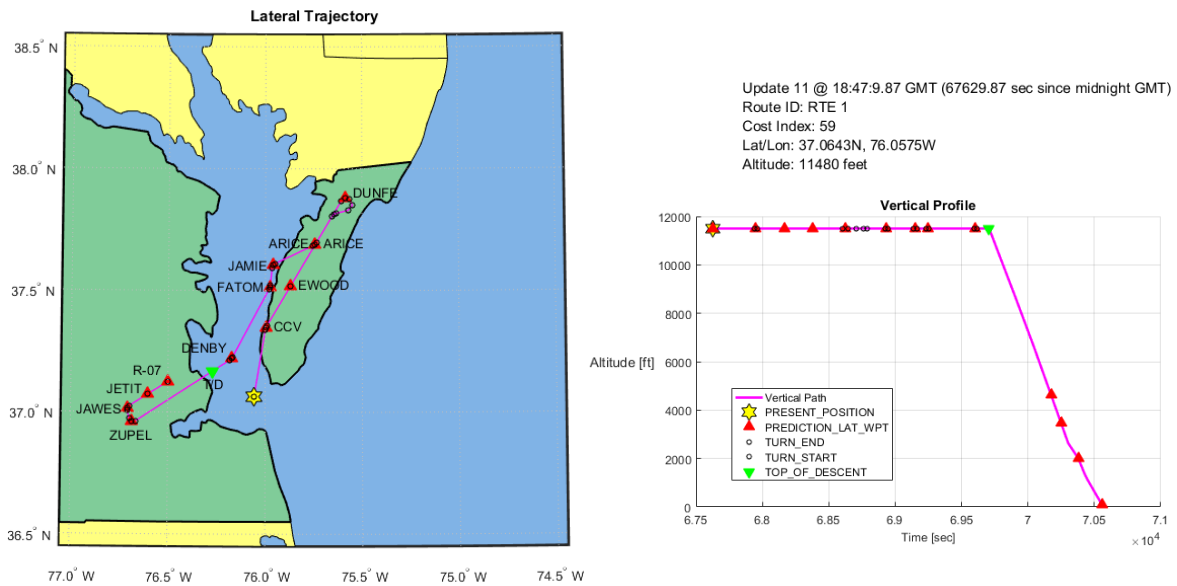 Lateral Trajectory
38.5° N
38.0° N
37.5° N
37.0° N
36.5° N
77.0° W
76.5° W
76.0° W
75.5° W
75.0° W
74.5° W
DUNFE
ARICE
ARICE
JAMIE
FATOM
EWOOD
CCV
DENBY
T/D
R-07
JETIT
JAWES
ZUPEL
Update 11 @ 18:47:9.87 GMT (67629.87 sec since midnight GMT)
Route ID: RTE 1
Cost Index: 59
Lat/Lon: 37.0643N, 76.0575W
Altitude: 11480 feet
Vertical Profile
12000
10000
8000
6000
4000
2000
0
Altitude [ft]
Vertical Path
PRESENT_POSITION
PREDICTION_LAT_WPT
TURN_END
TURN_START
TOP_OF_DESCENT
6.75
6.8
6.85
6.9
6.95
7
7.05
7.1
Time [sec]
×10⁴